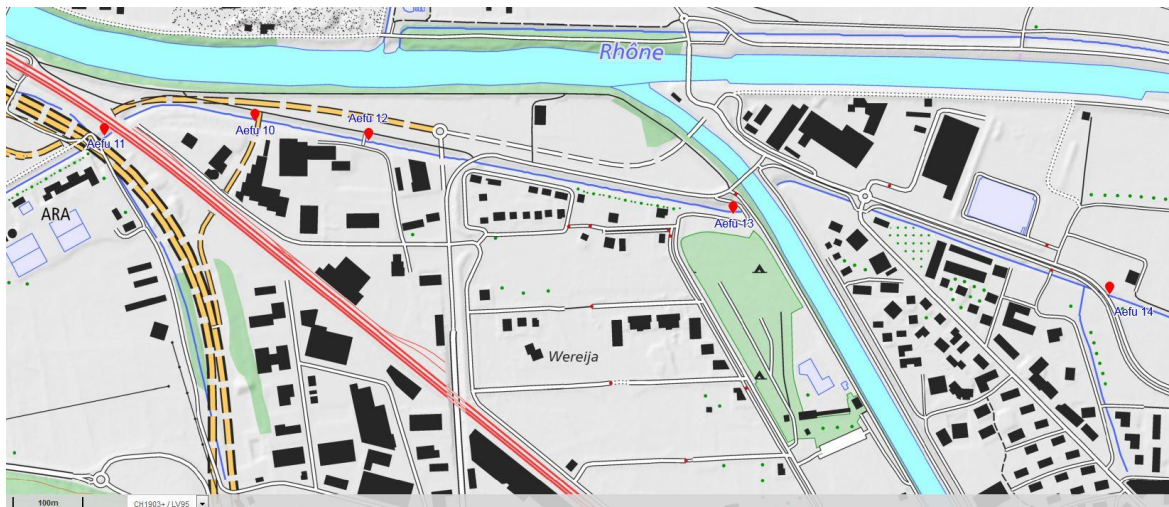 Rhône
Aefu 10
Aefu 12
Aefu 11
ARA
Aefu 13
Aefu 14
Wereija
100m
CH1903+ / LV95